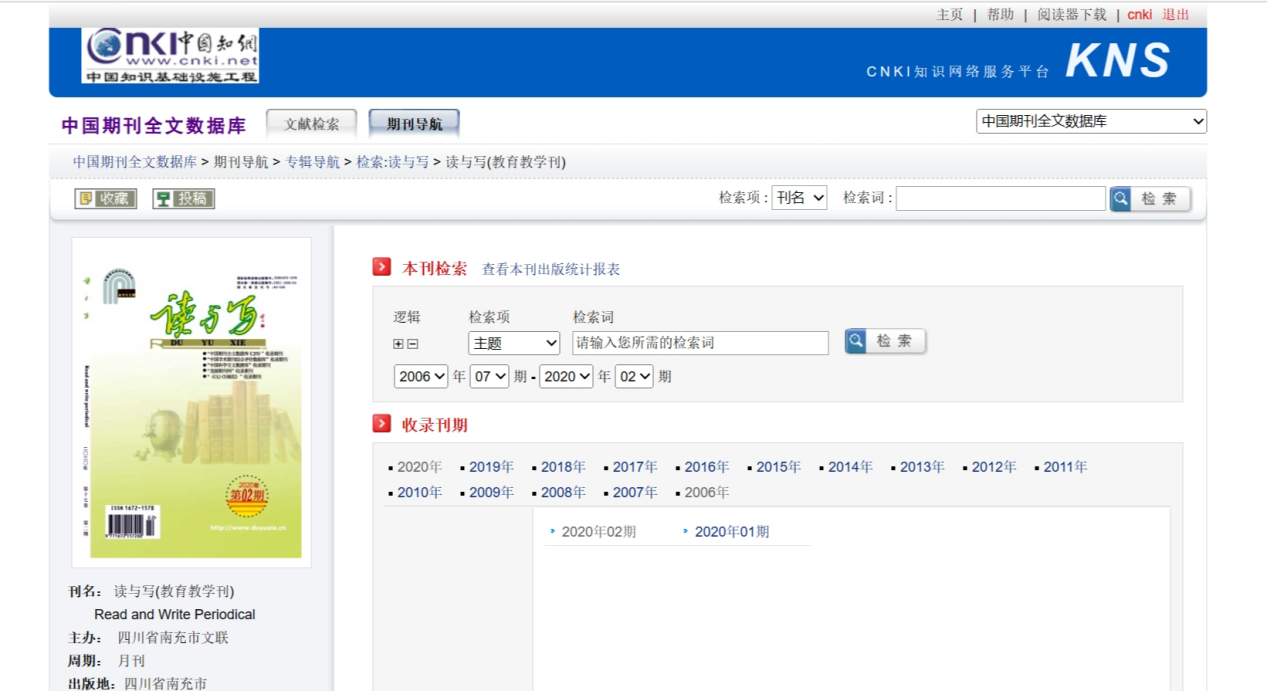 主页 | 帮助 | 阅读器下载 | cnki 退出
cnki中国知网
www.cnki.net
中国知识基础设施工程
CNKI知识网络服务平台 KNS
中国期刊全文数据库 文献检索 期刊导航 中国期刊全文数据库
中国期刊全文数据库 > 期刊导航 > 专辑导航 > 检索:读与写 > 读与写(教育教学刊)
收藏 投稿 检索项: 刊名 检索词: 检 索
读与写
DU YU XIE
Read and write periodical
2020年
第02期
ISSN 1672-1578
http://www.duyuxie.cn
刊名: 读与写(教育教学刊)
Read and Write Periodical
主办: 四川省南充市文联
周期: 月刊
出版地: 四川省南充市
本刊检索 查看本刊出版统计报表
逻辑 检索项 检索词
主题 请输入您所需的检索词 检 索
2006 年 07 期 - 2020 年 02 期
收录刊期
2020年 2019年 2018年 2017年 2016年 2015年 2014年 2013年 2012年 2011年
2010年 2009年 2008年 2007年 2006年
2020年02期 2020年01期